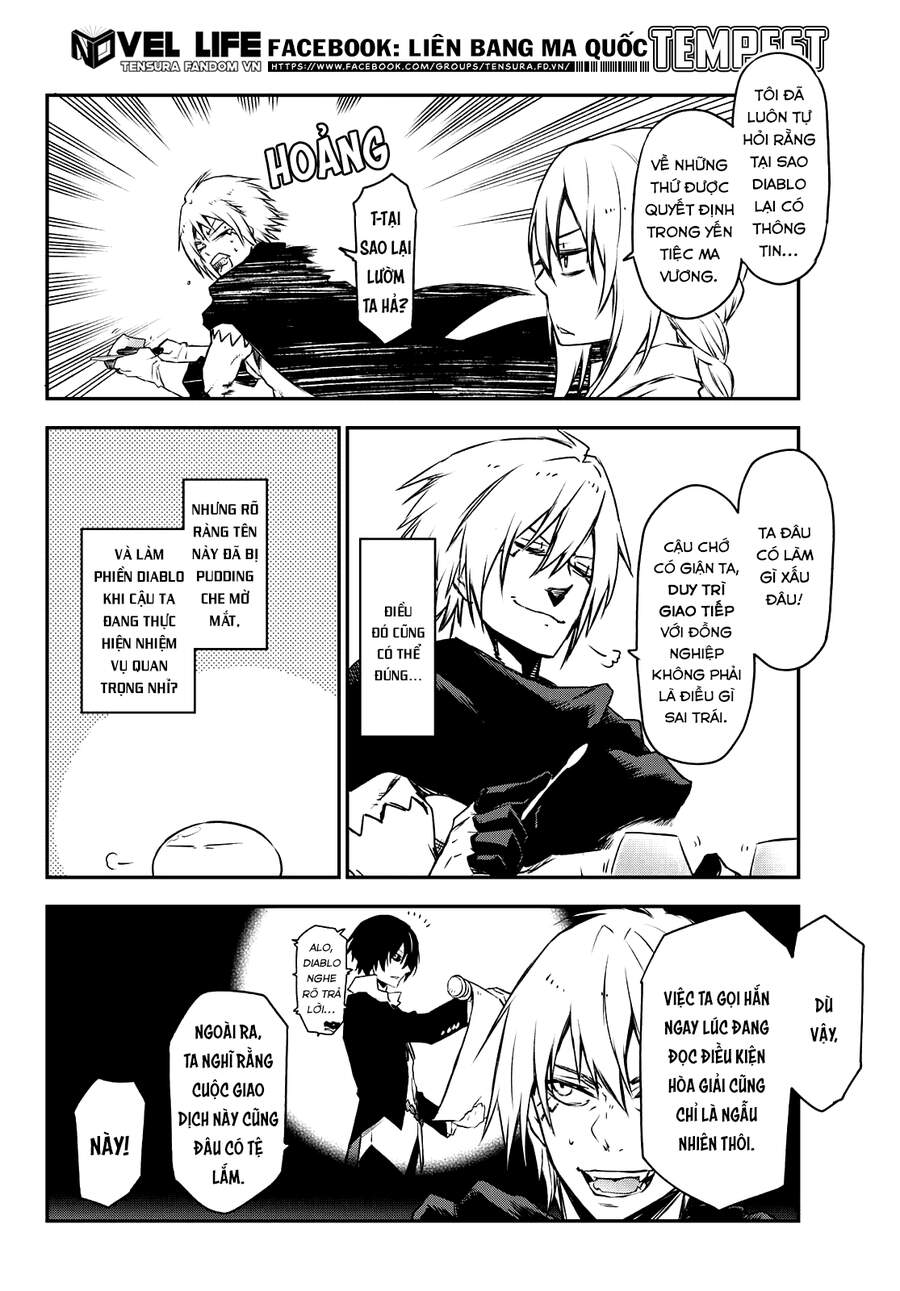 NOVEL LIFE
TENSURA FANDOM VN
FACEBOOK: LIÊN BANG MA QUỐC
HTTPS://WWW.FACEBOOK.COM/GROUPS/TENSURA.FD.VN/
TEMPEST
TÔI ĐÃ
LUÔN TỰ
HỎI RẰNG
TẠI SAO
DIABLO
LẠI CÓ
THÔNG
TIN...
VỀ NHỮNG
THỨ ĐƯỢC
QUYẾT ĐỊNH
TRONG YẾN
TIỆC MA
VƯƠNG.
HOẢNG
T-TẠI
SAO LẠI
LƯỜM
TA HẢ?
TA ĐÂU
CÓ LÀM
GÌ XẤU
ĐÂU!
CẬU CHỚ
CÓ GIẬN TA,
DUY TRÌ
GIAO TIẾP
VỚI ĐỒNG
NGHIỆP
KHÔNG PHẢI
LÀ ĐIỀU GÌ
SAI TRÁI.
ĐIỀU
ĐÓ CŨNG
CÓ THỂ
ĐÚNG...
NHƯNG RÕ
RÀNG TÊN
NÀY ĐÃ BỊ
PUDDING
CHE MỜ
MẮT,
VÀ LÀM
PHIỀN DIABLO
KHI CẬU TA
ĐANG THỰC
HIỆN NHIỆM
VỤ QUAN
TRỌNG NHỈ?
DÙ
VẬY,
VIỆC TA GỌI HẮN
NGAY LÚC ĐANG
ĐỌC ĐIỀU KIỆN
HÒA GIẢI CŨNG
CHỈ LÀ NGẪU
NHIÊN THÔI.
ALO,
DIABLO
NGHE
RÕ TRẢ
LỜI...
NGOÀI RA,
TA NGHĨ RẰNG
CUỘC GIAO
DỊCH NÀY CŨNG
ĐÂU CÓ TỆ
LẮM.
NÀY!